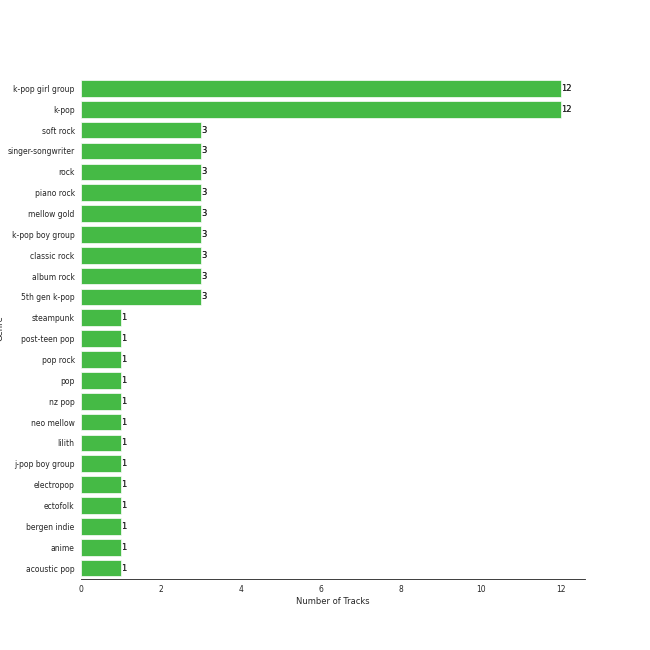 k-pop girl group 12
k-pop 12
soft rock 3
singer-songwriter 3
rock 3
piano rock 3
mellow gold 3
k-pop boy group 3
classic rock 3
album rock 3
5th gen k-pop 3
steampunk 1
post-teen pop 1
pop rock 1
pop 1
nz pop 1
neo mellow 1
lilith 1
j-pop boy group 1
electropop 1
ectofolk 1
bergen indie 1
anime 1
acoustic pop 1
0 2 4 6 8 10 12
Number of Tracks